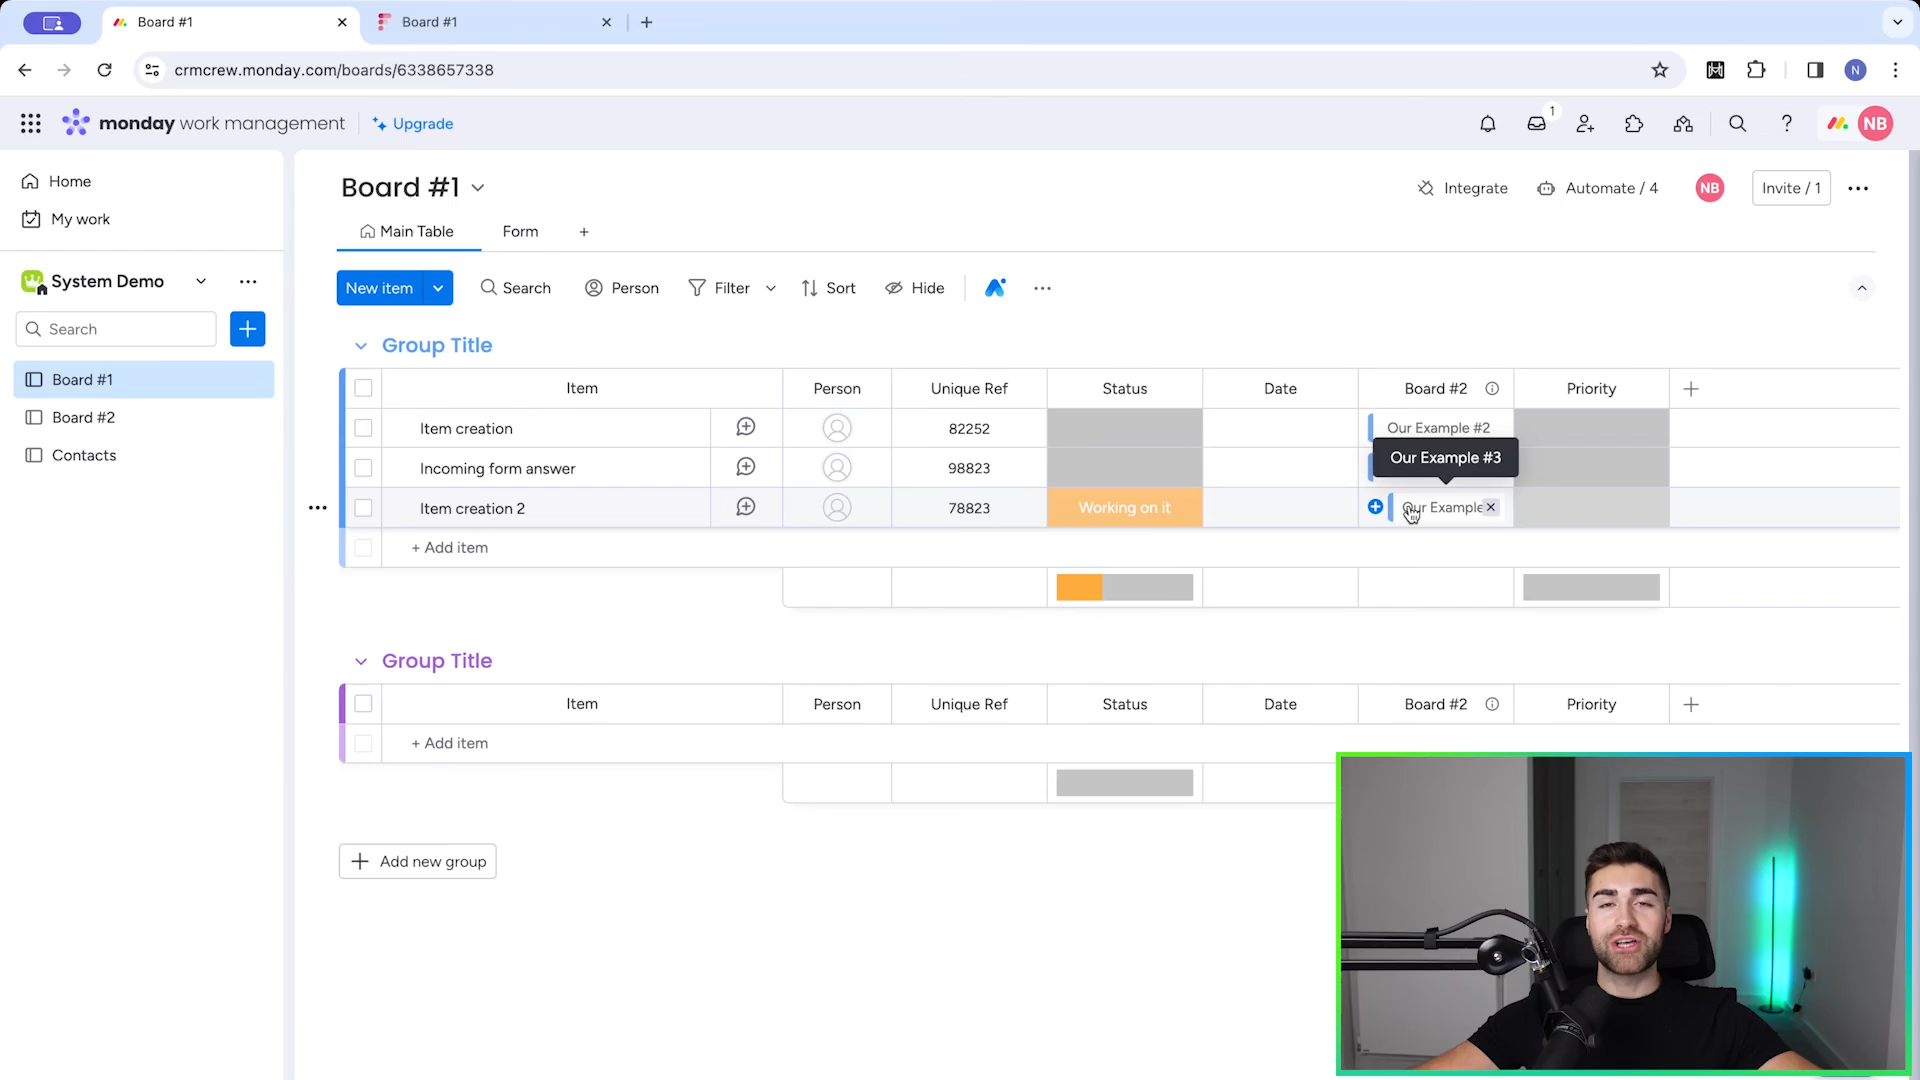 Board #1
Board #1
crmcrew.monday.com/boards/6338657338
N
monday work management
Upgrade
1
NB
Home
My work
System Demo
Search
Board #1
Board #2
Contacts
Board #1
Integrate
Automate / 4
NB
Invite / 1
Main Table
Form
New item
Search
Person
Filter
Sort
Hide
Group Title
Item Person Unique Ref Status Date Board #2 Priority
Item creation 82252 Our Example #2
Our Example #3
Incoming form answer 98823
Item creation 2 78823 Working on it Our Example
+ Add item
Group Title
Item Person Unique Ref Status Date Board #2 Priority
+ Add item
Add new group